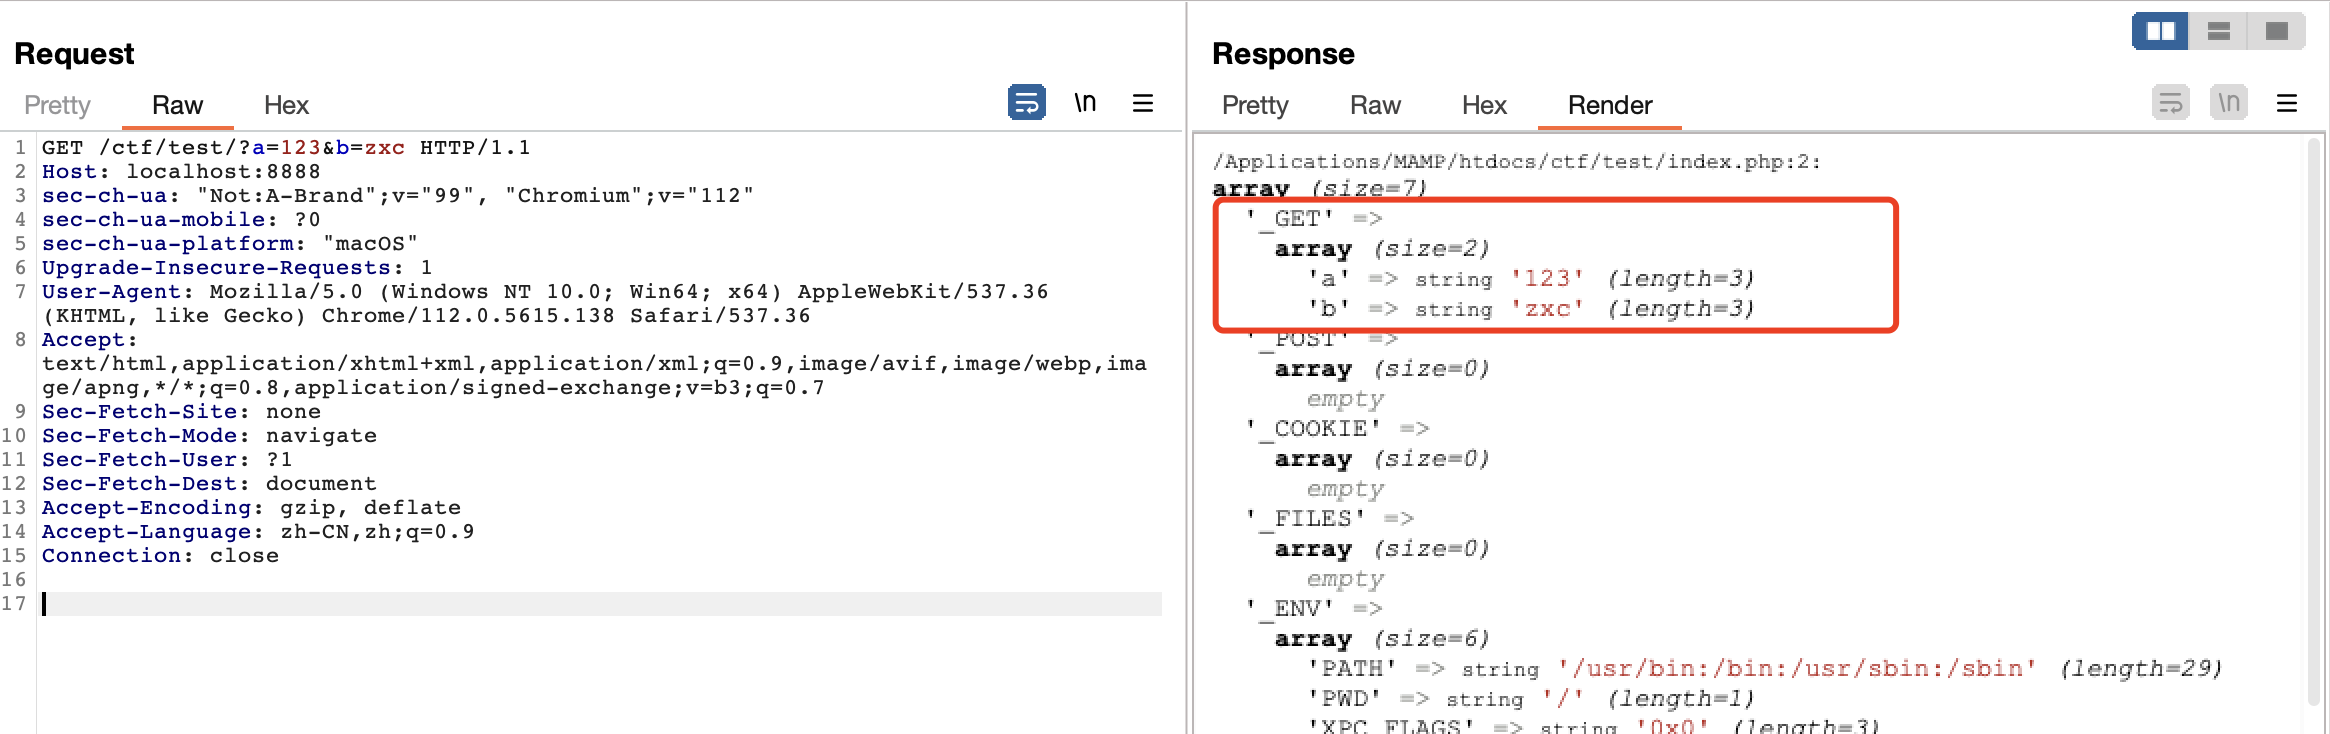 Request
Pretty Raw Hex
\n
1 GET /ctf/test/?a=123&b=zxc HTTP/1.1
2 Host: localhost:8888
3 sec-ch-ua: "Not:A-Brand";v="99", "Chromium";v="112"
4 sec-ch-ua-mobile: ?0
5 sec-ch-ua-platform: "macOS"
6 Upgrade-Insecure-Requests: 1
7 User-Agent: Mozilla/5.0 (Windows NT 10.0; Win64; x64) AppleWebKit/537.36
(KHTML, like Gecko) Chrome/112.0.5615.138 Safari/537.36
8 Accept:
text/html,application/xhtml+xml,application/xml;q=0.9,image/avif,image/webp,ima
ge/apng,*/*;q=0.8,application/signed-exchange;v=b3;q=0.7
9 Sec-Fetch-Site: none
10 Sec-Fetch-Mode: navigate
11 Sec-Fetch-User: ?1
12 Sec-Fetch-Dest: document
13 Accept-Encoding: gzip, deflate
14 Accept-Language: zh-CN,zh;q=0.9
15 Connection: close
16
17
Response
Pretty Raw Hex Render
\n
/Applications/MAMP/htdocs/ctf/test/index.php:2:
array (size=7)
'_GET' =>
array (size=2)
'a' => string '123' (length=3)
'b' => string 'zxc' (length=3)
'_POST' =>
array (size=0)
empty
'_COOKIE' =>
array (size=0)
empty
'_FILES' =>
array (size=0)
empty
'_ENV' =>
array (size=6)
'PATH' => string '/usr/bin:/bin:/usr/sbin:/sbin' (length=29)
'PWD' => string '/' (length=1)
'XPC_FLAGS' => string '0x0' (length=3)